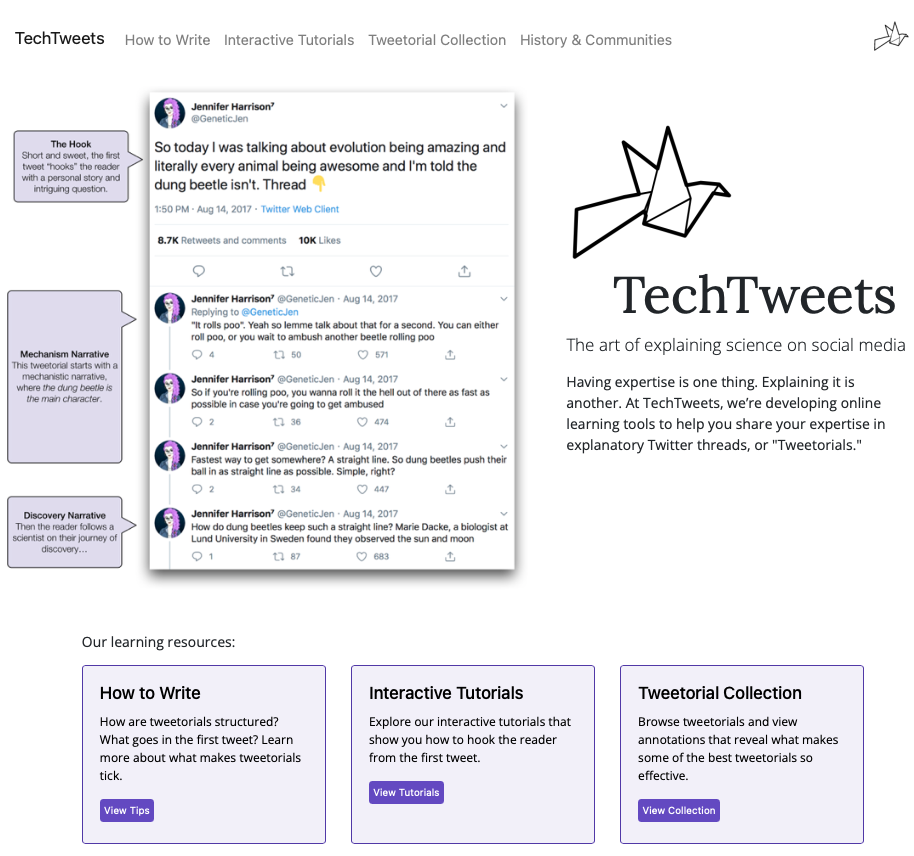 TechTweets How to Write Interactive Tutorials Tweetorial Collection History & Communities
The Hook
Short and sweet, the first
tweet “hooks” the reader
with a personal story and
intriguing question.
Jennifer Harrison⁷
@GeneticJen
So today I was talking about evolution being amazing and
literally every animal being awesome and I'm told the
dung beetle isn't. Thread 👇
1:50 PM · Aug 14, 2017 · Twitter Web Client
8.7K Retweets and comments 10K Likes
Mechanism Narrative
This tweetorial starts with a
mechanistic narrative,
where the dung beetle is
the main character.
Jennifer Harrison⁷ @GeneticJen · Aug 14, 2017
Replying to @GeneticJen
"It rolls poo". Yeah so lemme talk about that for a second. You can either
roll poo, or you wait to ambush another beetle rolling poo
4 50 571
Jennifer Harrison⁷ @GeneticJen · Aug 14, 2017
So if you're rolling poo, you wanna roll it the hell out of there as fast as
possible in case you're going to get ambused
2 36 474
Jennifer Harrison⁷ @GeneticJen · Aug 14, 2017
Fastest way to get somewhere? A straight line. So dung beetles push their
ball in as straight line as possible. Simple, right?
2 34 447
Discovery Narrative
Then the reader follows a
scientist on their journey of
discovery…
Jennifer Harrison⁷ @GeneticJen · Aug 14, 2017
How do dung beetles keep such a straight line? Marie Dacke, a biologist at
Lund University in Sweden found they observed the sun and moon
1 87 683
TechTweets
The art of explaining science on social media
Having expertise is one thing. Explaining it is
another. At TechTweets, we’re developing online
learning tools to help you share your expertise in
explanatory Twitter threads, or "Tweetorials."
Our learning resources:
How to Write
How are tweetorials structured?
What goes in the first tweet? Learn
more about what makes tweetorials
tick.
View Tips
Interactive Tutorials
Explore our interactive tutorials that
show you how to hook the reader
from the first tweet.
View Tutorials
Tweetorial Collection
Browse tweetorials and view
annotations that reveal what makes
some of the best tweetorials so
effective.
View Collection